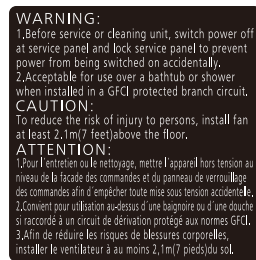 WARNING:
1.Before service or cleaning unit, switch power off
at service panel and lock service panel to prevent
power from being switched on accidentally.
2.Acceptable for use over a bathtub or shower
when installed in a GFCI protected branch circuit.
CAUTION:
To reduce the risk of injury to persons, install fan
at least 2.1m(7 feet)above the floor.
ATTENTION:
1,Pour l'entretien ou le nettoyage, mettre l'appareil hors tension au
niveau de la facade des commandes et du panneau de verrouillage
des commandes afin d'empêcher toute mise sous tension accidentelle.
2.Convient pour utilisation au-dessus d'une baignoire ou d'une douche
si raccordé à un circuit de dérivation protégé aux normes GFCI.
3,Afin de réduire les risques de blessures corporelles,
installer le ventilateur à au moins 2,1m(7 pieds)du sol.